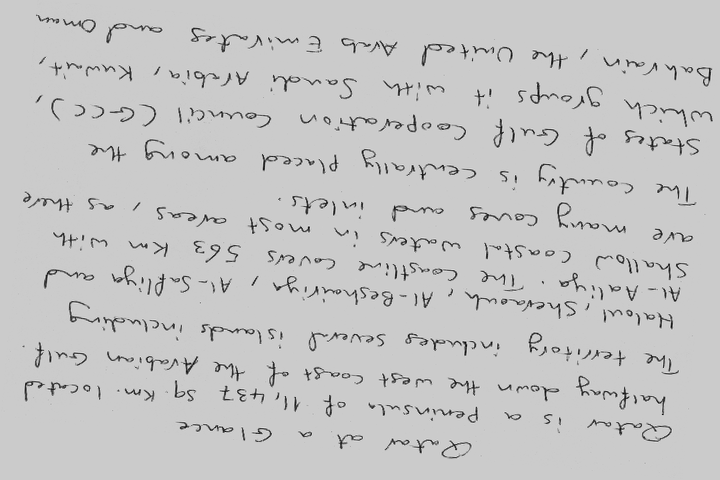 Qatar at a Glance
Qatar is a peninsula of 11,437 sq. km. located
halfway down the west coast of the Arabian Gulf.
The territory includes several islands including
Haloul, Sheraouh, Al-Beshairiya, Al-Safliya and
Al-Aaliya. The Coastline covers 563 km with
shallow coastal waters in most areas, as there
are many coves and inlets.
The country is centrally placed among the
States of Gulf Cooperation Council (GCC),
which groups it with Saudi Arabia, Kuwait,
Bahrain, the United Arab Emirates and Oman